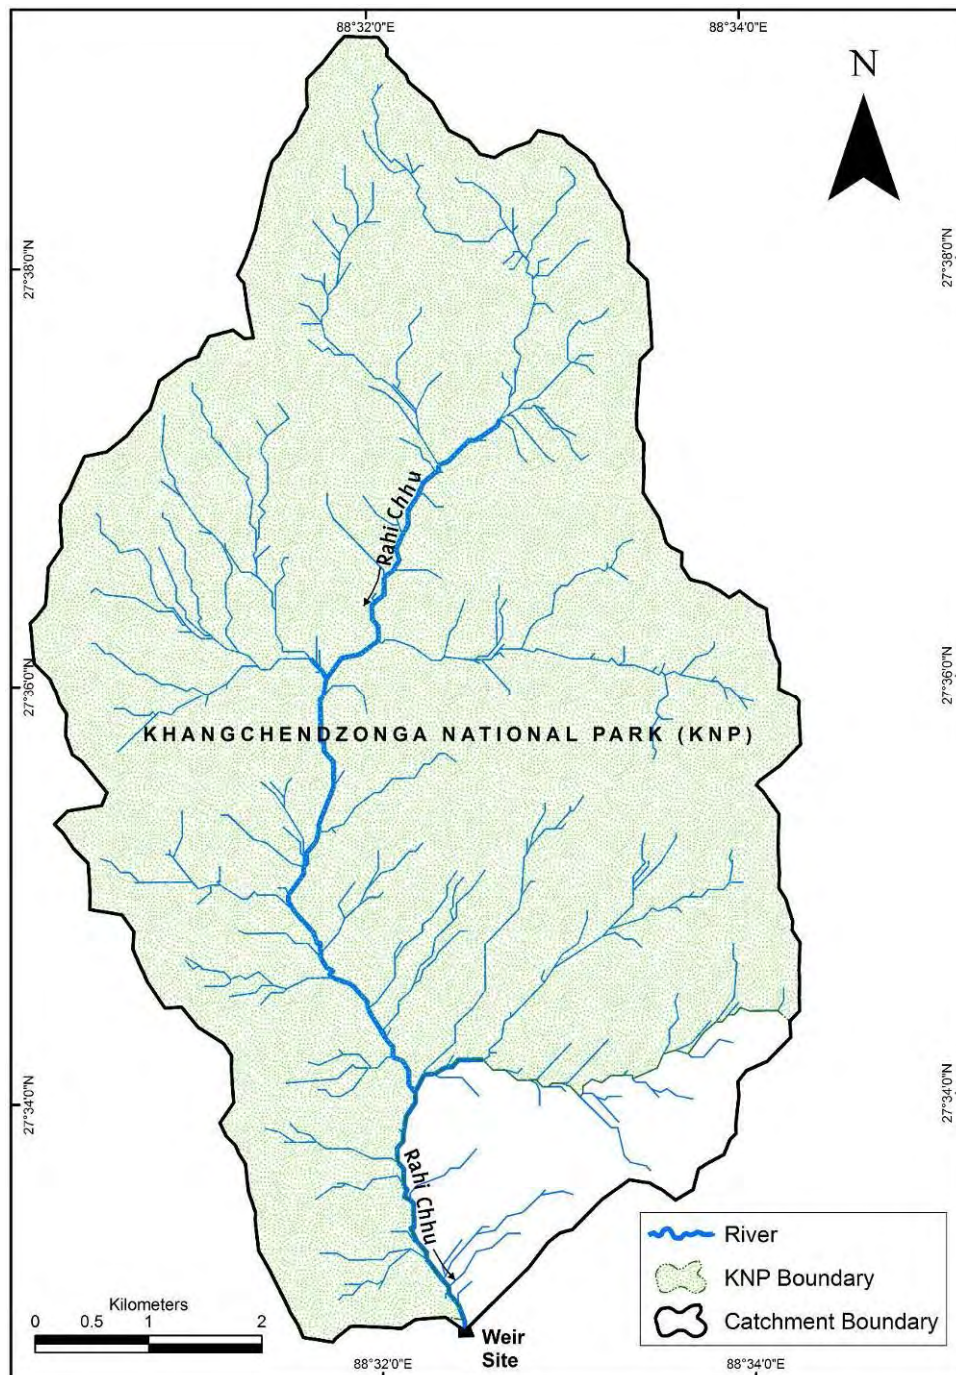 88°32'0"E
88°34'0"E
N
27°38'0"N
27°38'0"N
Rahi Chhu
27°36'0"N
27°36'0"N
KHANGCHENDZONGA NATIONAL PARK (KNP)
27°34'0"N
27°34'0"N
Rahi Chhu
River
KNP Boundary
Catchment Boundary
Kilometers
0 0.5 1 2
Weir
Site
88°32'0"E
88°34'0"E